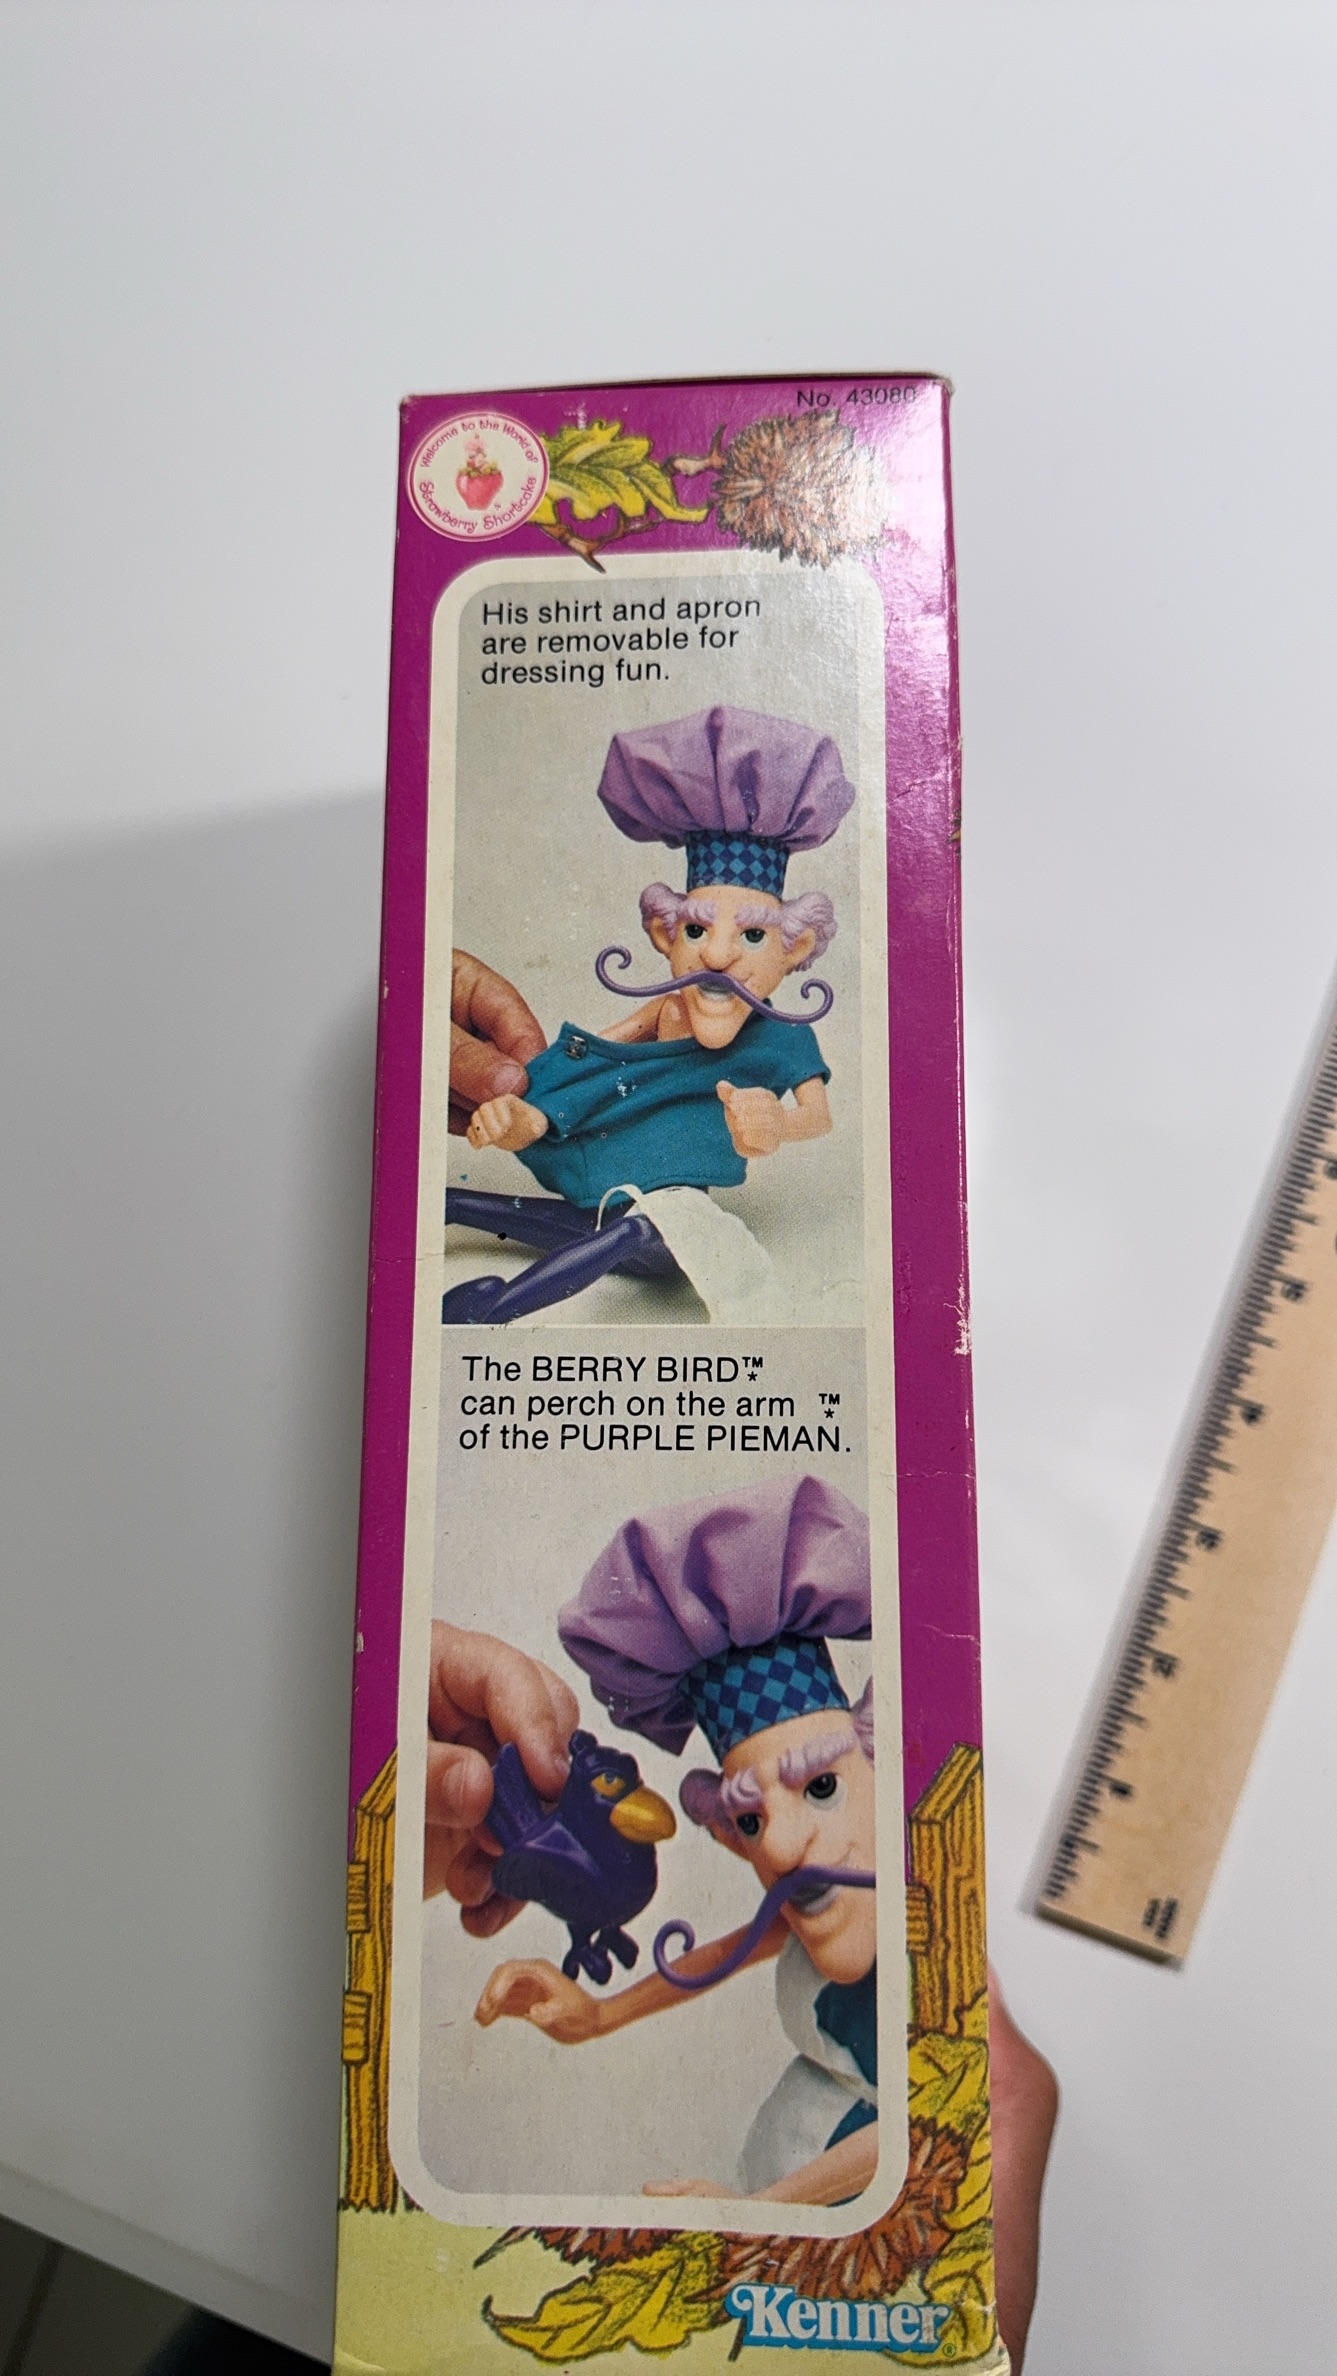 No. 43080
Welcome to the World of
Strawberry Shortcake
His shirt and apron
are removable for
dressing fun.
The BERRY BIRD™*
can perch on the arm ™*
of the PURPLE PIEMAN.
Kenner®